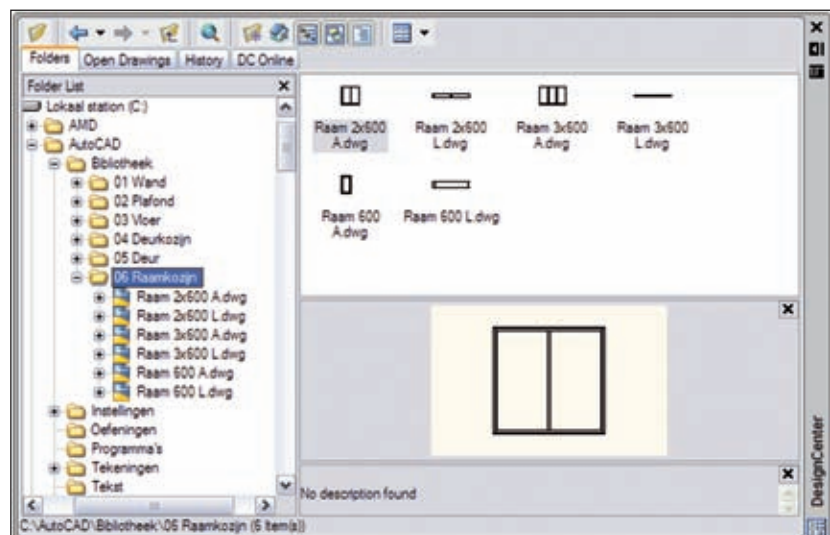 Folders Open Drawings History DC Online
Folder List
Lokaal station (C:)
AMD
AutoCAD
Bibliotheek
01 Wand
02 Plafond
03 Vloer
04 Deurkozijn
05 Deur
06 Raamkozijn
Raam 2x600 A.dwg
Raam 2x600 L.dwg
Raam 3x600 A.dwg
Raam 3x600 L.dwg
Raam 600 A.dwg
Raam 600 L.dwg
Instellingen
Oefeningen
Programma's
Tekeningen
Tekst
Raam 2x600 Raam 2x600 Raam 3x600 Raam 3x600
A.dwg L.dwg A.dwg L.dwg
Raam 600 Raam 600 L.dwg
A.dwg
No description found
C:\AutoCAD\Bibliotheek\06 Raamkozijn (6 Item(s))
DesignCenter